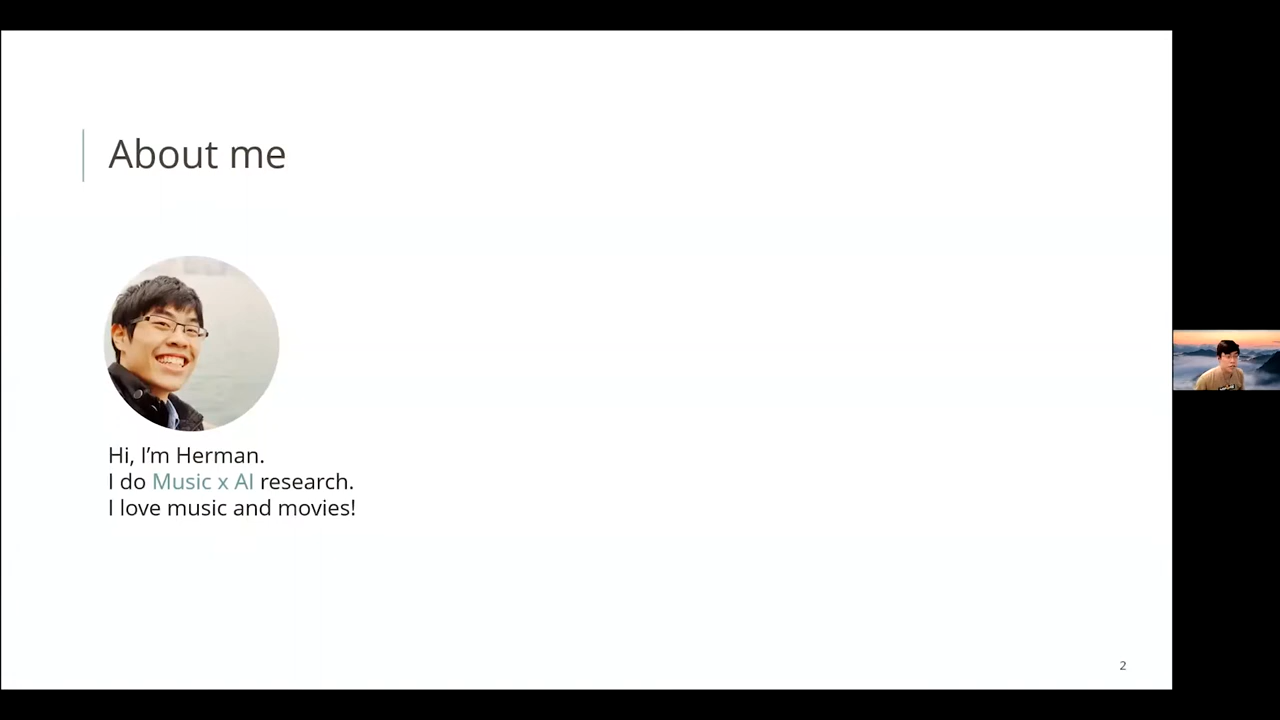 About me
Hi, I’m Herman.
I do Music x AI research.
I love music and movies!
2